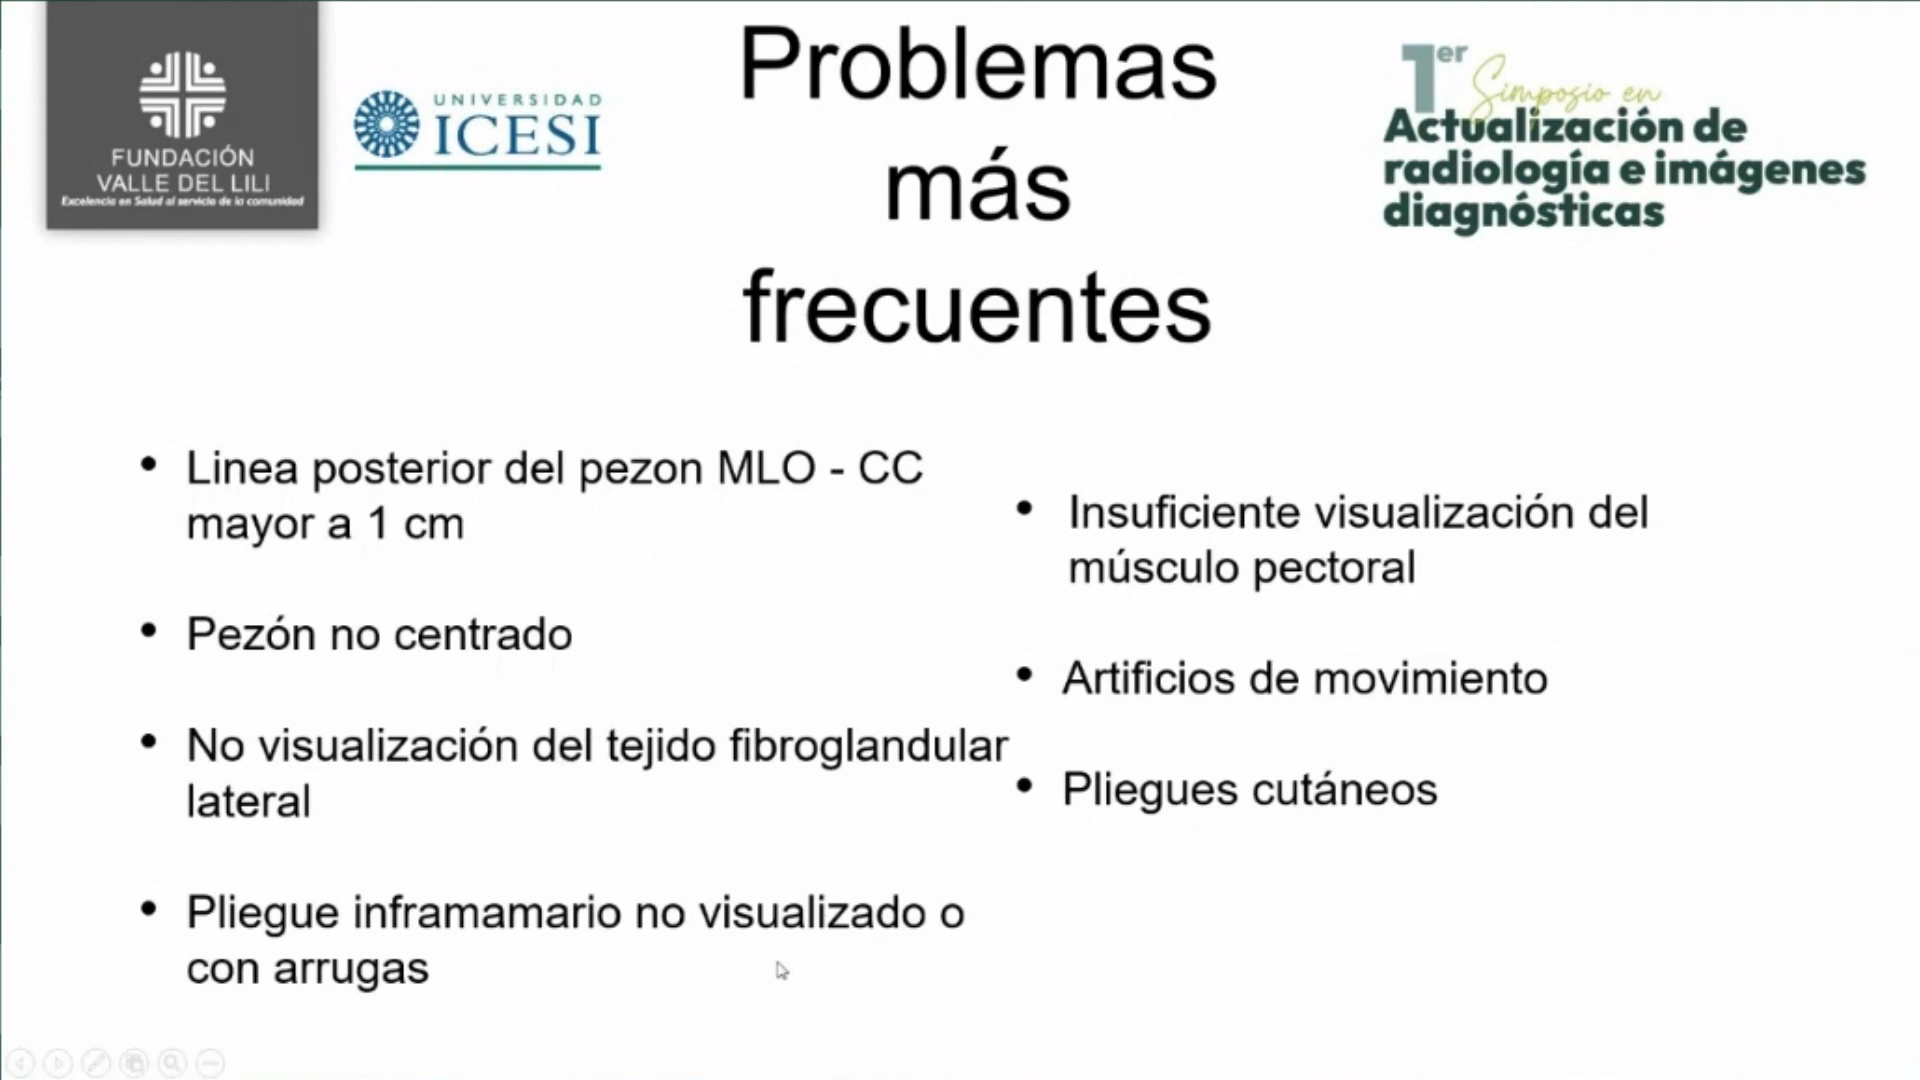 FUNDACIÓN
VALLE DEL LILI
Excelencia en Salud al servicio de la comunidad
UNIVERSIDAD
ICESI
Problemas
más
frecuentes
1er
Simposio en
Actualización de
radiología e imágenes
diagnósticas
• Linea posterior del pezon MLO - CC
mayor a 1 cm
• Pezón no centrado
• No visualización del tejido fibroglandular
lateral
• Pliegue inframamario no visualizado o
con arrugas
• Insuficiente visualización del
músculo pectoral
• Artificios de movimiento
• Pliegues cutáneos